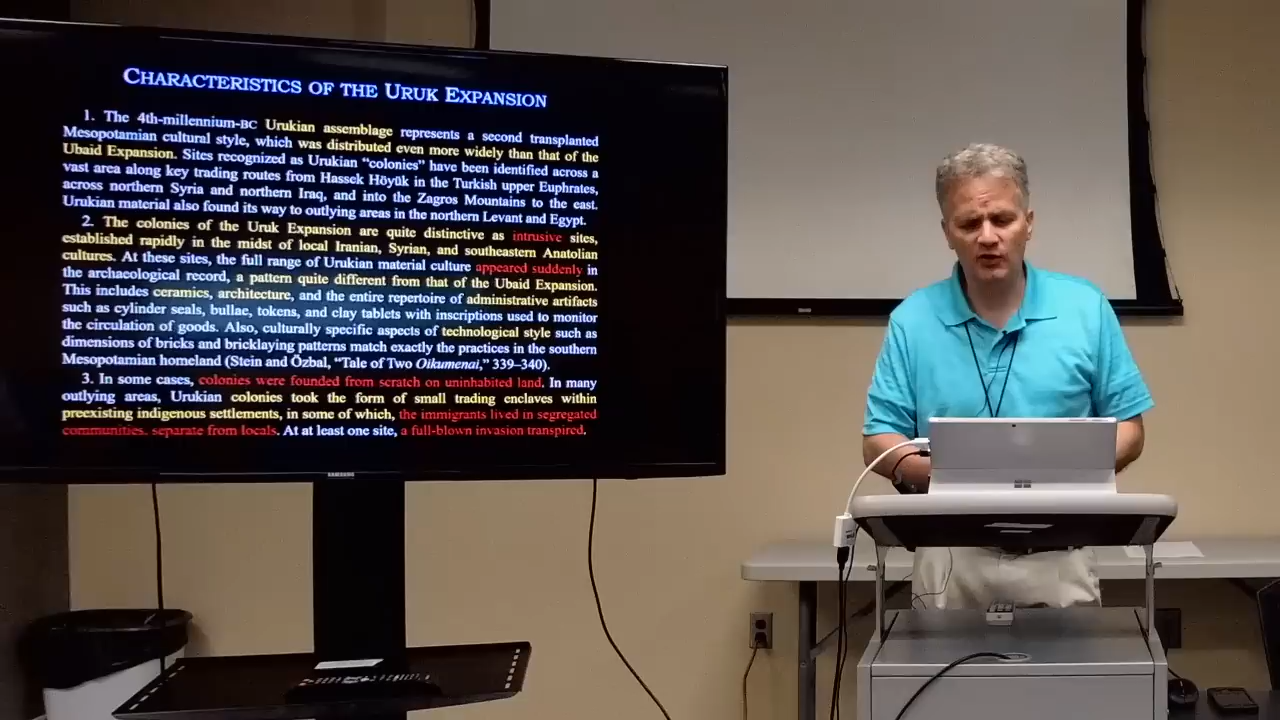 CHARACTERISTICS OF THE URUK EXPANSION
1. The 4th-millennium-BC Urukian assemblage represents a second transplanted
Mesopotamian cultural style, which was distributed even more widely than that of the
Ubaid Expansion. Sites recognized as Urukian “colonies” have been identified across a
vast area along key trading routes from Hassek Höyük in the Turkish upper Euphrates,
across northern Syria and northern Iraq, and into the Zagros Mountains to the east.
Urukian material also found its way to outlying areas in the northern Levant and Egypt.
2. The colonies of the Uruk Expansion are quite distinctive as intrusive sites,
established rapidly in the midst of local Iranian, Syrian, and southeastern Anatolian
cultures. At these sites, the full range of Urukian material culture appeared suddenly in
the archaeological record, a pattern quite different from that of the Ubaid Expansion.
This includes ceramics, architecture, and the entire repertoire of administrative artifacts
such as cylinder seals, bullae, tokens, and clay tablets with inscriptions used to monitor
the circulation of goods. Also, culturally specific aspects of technological style such as
dimensions of bricks and bricklaying patterns match exactly the practices in the southern
Mesopotamian homeland (Stein and Özbal, “Tale of Two Oikumenai,” 339–340).
3. In some cases, colonies were founded from scratch on uninhabited land. In many
outlying areas, Urukian colonies took the form of small trading enclaves within
preexisting indigenous settlements, in some of which, the immigrants lived in segregated
communities, separate from locals. At at least one site, a full-blown invasion transpired.
SAMSUNG